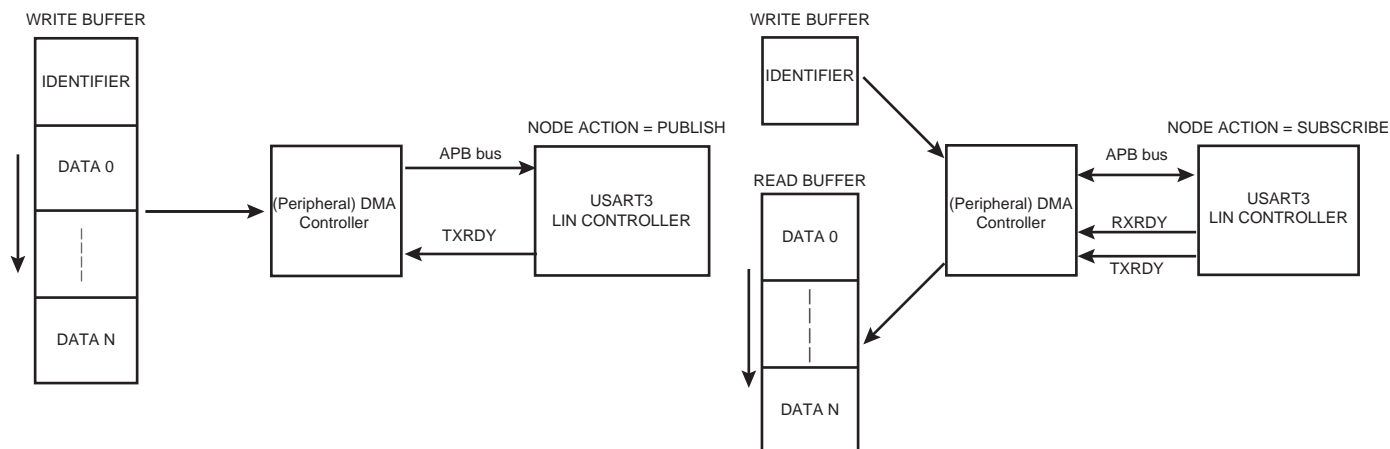 WRITE BUFFER
IDENTIFIER
DATA 0
DATA N
(Peripheral) DMA
Controller
APB bus
TXRDY
NODE ACTION = PUBLISH
USART3
LIN CONTROLLER
WRITE BUFFER
IDENTIFIER
READ BUFFER
DATA 0
DATA N
(Peripheral) DMA
Controller
APB bus
RXRDY
TXRDY
NODE ACTION = SUBSCRIBE
USART3
LIN CONTROLLER